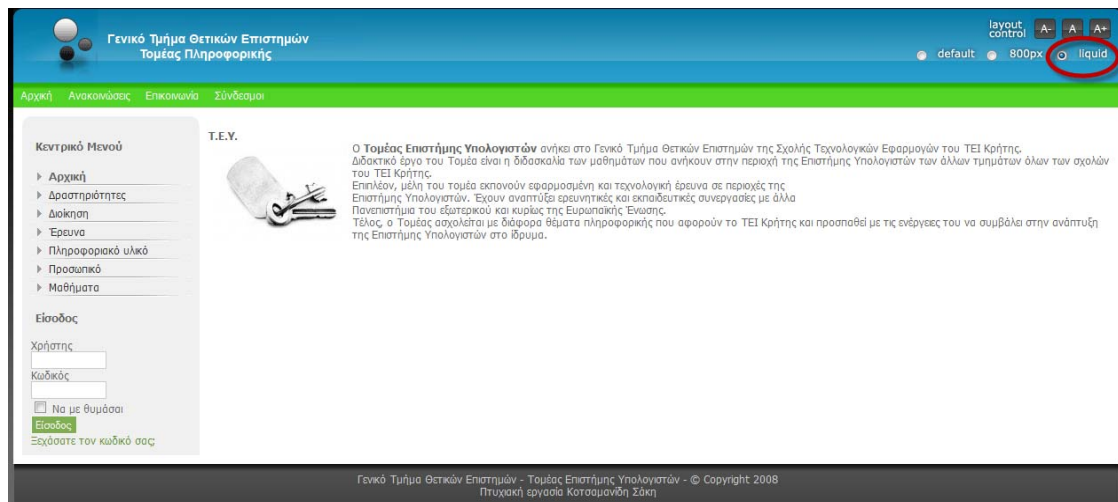 Γενικό Τμήμα Θετικών Επιστημών
Τομέας Πληροφορικής
layout control A- A A+
default 800px liquid
Αρχική Ανακοινώσεις Επικοινωνία Σύνδεσμοι
Κεντρικό Μενού
Αρχική
Δραστηριότητες
Διοίκηση
Έρευνα
Πληροφοριακό υλικό
Προσωπικό
Μαθήματα
Είσοδος
Χρήστης
Κωδικός
Να με θυμάσαι
Είσοδος
Ξεχάσατε τον κωδικό σας;
Τ.Ε.Υ.
Ο Τομέας Επιστήμης Υπολογιστών ανήκει στο Γενικό Τμήμα Θετικών Επιστημών της Σχολής Τεχνολογικών Εφαρμογών του ΤΕΙ Κρήτης.
Διδακτικό έργο του Τομέα είναι η διδασκαλία των μαθημάτων που ανήκουν στην περιοχή της Επιστήμης Υπολογιστών των άλλων τμημάτων όλων των σχολών
του ΤΕΙ Κρήτης.
Επιπλέον, μέλη του τομέα εκπονούν εφαρμοσμένη και τεχνολογική έρευνα σε περιοχές της
Επιστήμης Υπολογιστών. Έχουν αναπτύξει ερευνητικές και εκπαιδευτικές συνεργασίες με άλλα
Πανεπιστήμια του εξωτερικού και κυρίως της Ευρωπαϊκής Ένωσης.
Τέλος, ο Τομέας ασχολείται με διάφορα θέματα πληροφορικής που αφορούν το ΤΕΙ Κρήτης και προσπαθεί με τις ενέργειες του να συμβάλει στην ανάπτυξη
της Επιστήμης Υπολογιστών στο ίδρυμα.
Γενικό Τμήμα Θετικών Επιστημών - Τομέας Επιστήμης Υπολογιστών - © Copyright 2008
Πτυχιακή εργασία Κοτσαμανίδη Σάκη